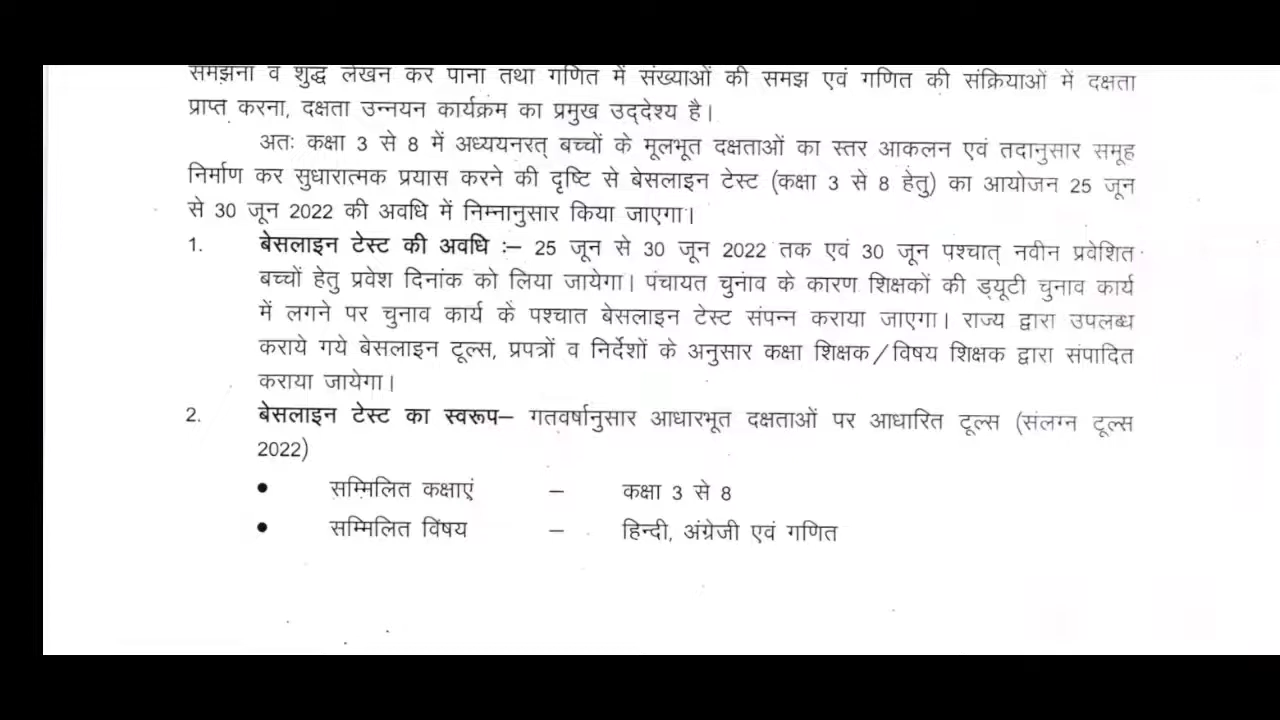 समझना व शुद्ध लेखन कर पाना तथा गणित में संख्याओं की समझ एवं गणित की संक्रियाओं में दक्षता
प्राप्त करना, दक्षता उन्नयन कार्यक्रम का प्रमुख उद्देश्य है।
अतः कक्षा 3 से 8 में अध्ययनरत् बच्चों के मूलभूत दक्षताओं का स्तर आकलन एवं तदानुसार समूह
निर्माण कर सुधारात्मक प्रयास करने की दृष्टि से बेसलाइन टेस्ट (कक्षा 3 से 8 हेतु) का आयोजन 25 जून
से 30 जून 2022 की अवधि में निम्नानुसार किया जाएगा।
1. बेसलाइन टेस्ट की अवधि :– 25 जून से 30 जून 2022 तक एवं 30 जून पश्चात् नवीन प्रवेशित
बच्चों हेतु प्रवेश दिनांक को लिया जायेगा। पंचायत चुनाव के कारण शिक्षकों की ड्यूटी चुनाव कार्य
में लगने पर चुनाव कार्य के पश्चात बेसलाइन टेस्ट संपन्न कराया जाएगा। राज्य द्वारा उपलब्ध
कराये गये बेसलाइन टूल्स, प्रपत्रों व निर्देशों के अनुसार कक्षा शिक्षक/विषय शिक्षक द्वारा संपादित
कराया जायेगा।
2. बेसलाइन टेस्ट का स्वरूप– गतवर्षानुसार आधारभूत दक्षताओं पर आधारित टूल्स (संलग्न टूल्स
2022)
● सम्मिलित कक्षाएं – कक्षा 3 से 8
● सम्मिलित विषय – हिन्दी, अंग्रेजी एवं गणित